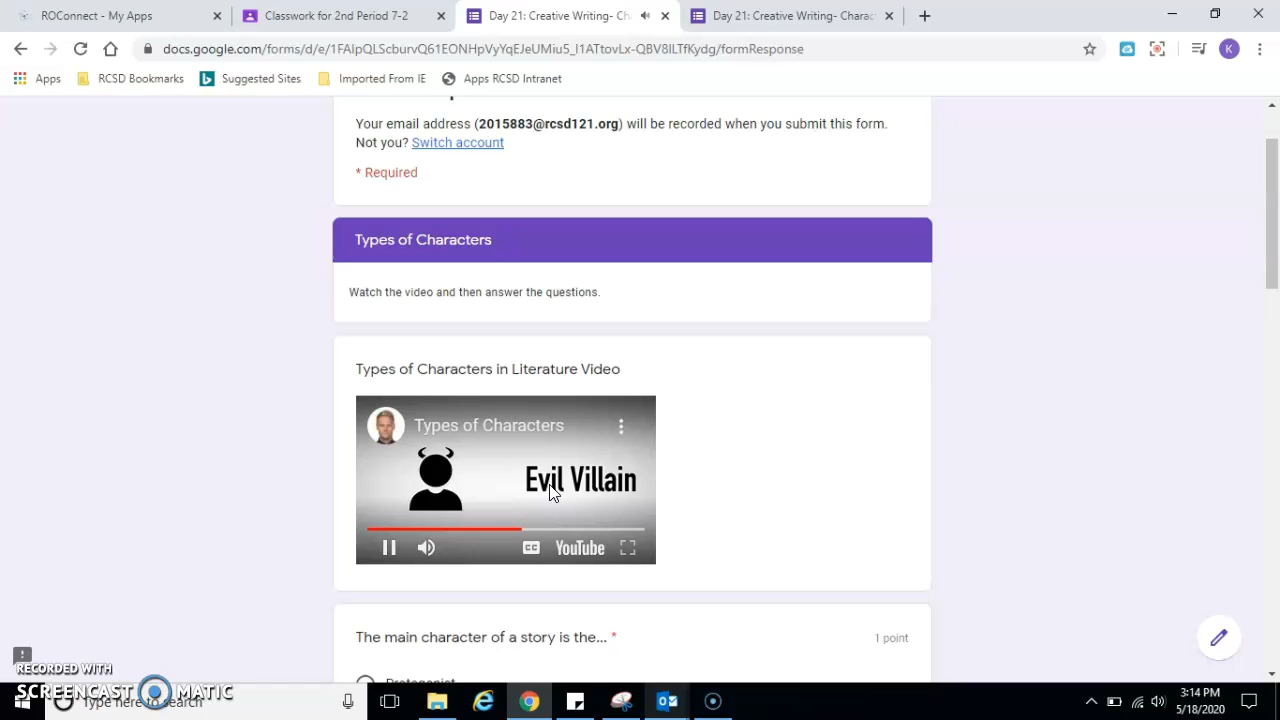 ROConnect - My Apps
Classwork for 2nd Period 7-2
Day 21: Creative Writing- Ch
Day 21: Creative Writing- Charac
docs.google.com/forms/d/e/1FAIpQLScburvQ61EONHpVyYqEJeUMiu5_I1ATtovLx-QBV8lLTfKydg/formResponse
K
Apps
RCSD Bookmarks
Suggested Sites
Imported From IE
Apps RCSD Intranet
Your email address (2015883@rcsd121.org) will be recorded when you submit this form.
Not you? Switch account
* Required
Types of Characters
Watch the video and then answer the questions.
Types of Characters in Literature Video
Types of Characters
Evil Villain
CC
YouTube
The main character of a story is the... *
1 point
Protagonist
RECORDED WITH
SCREENCAST MATIC
Type here to search
3:14 PM
5/18/2020